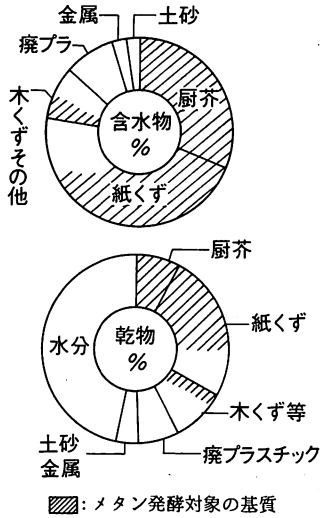 金属
土砂
廃プラ
厨芥
木くずその他
含水物
%
紙くず
厨芥
水分
乾物
%
紙くず
木くず等
土砂
金属
廃プラスチック
:メタン発酵対象の基質